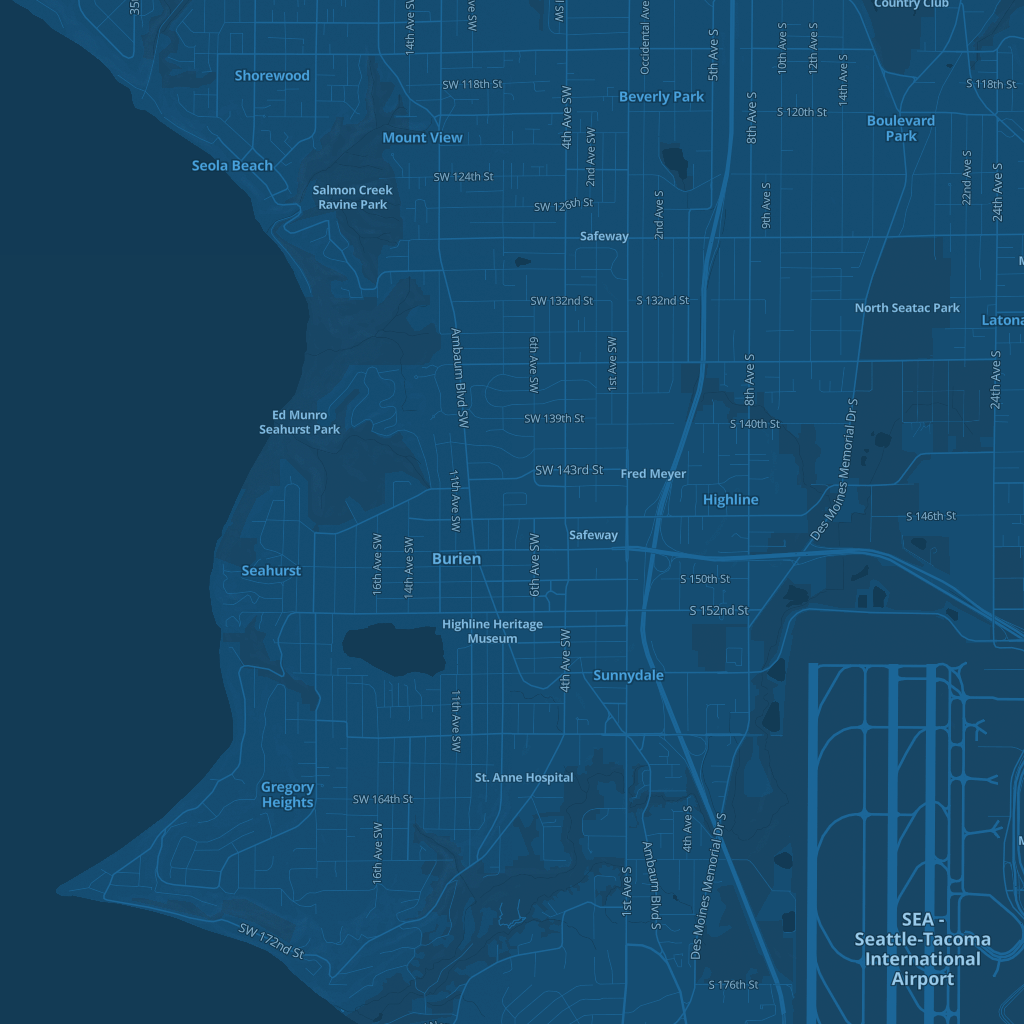 Country Club
35
14th Ave SW
ve SW
SW
Occidental Ave
5th Ave S
10th Ave S
12th Ave S
14th Ave S
Shorewood
SW 118th St
S 118th St
4th Ave SW
Beverly Park
8th Ave S
S 120th St
Boulevard
Park
Mount View
2nd Ave SW
Seola Beach
SW 124th St
22nd Ave S
24th Ave S
Salmon Creek
Ravine Park
SW 126th St
2nd Ave S
9th Ave S
Safeway
SW 132nd St
S 132nd St
North Seatac Park
Latona
Ambaum Blvd SW
6th Ave SW
1st Ave SW
8th Ave S
24th Ave S
Ed Munro
Seahurst Park
SW 139th St
S 140th St
Des Moines Memorial Dr S
SW 143rd St
Fred Meyer
11th Ave SW
Highline
S 146th St
Safeway
16th Ave SW
14th Ave SW
Burien
6th Ave SW
Seahurst
S 150th St
S 152nd St
Highline Heritage
Museum
4th Ave SW
Sunnydale
11th Ave SW
St. Anne Hospital
Gregory
Heights
SW 164th St
16th Ave SW
4th Ave S
Des Moines Memorial Dr S
Ambaum Blvd S
1st Ave S
SW 172nd St
SEA -
Seattle-Tacoma
International
Airport
S 176th St